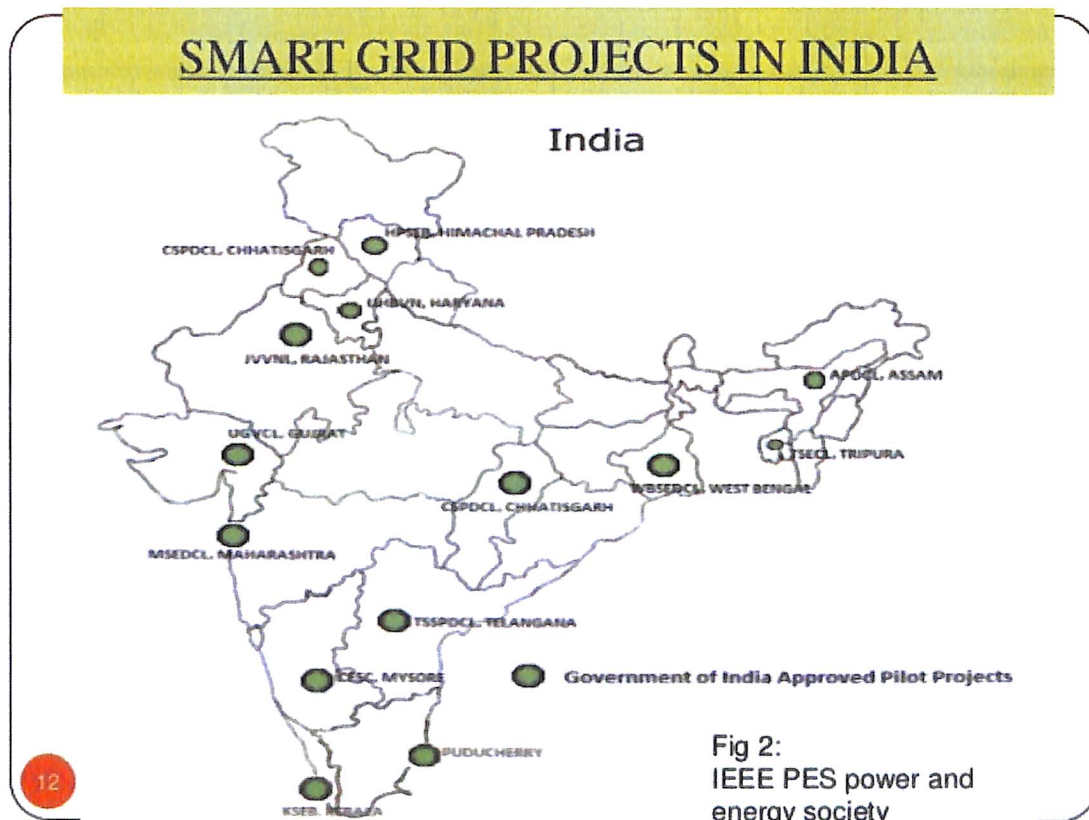 SMART GRID PROJECTS IN INDIA
India
HPSEB, HIMACHAL PRADESH
CSPDCL, CHHATISGARH
UHBVN, HARYANA
JVVNL, RAJASTHAN
APDCL, ASSAM
UGVCL, GUJRAT
TSECL, TRIPURA
WBSEDCL, WEST BENGAL
CSPDCL, CHHATISGARH
MSEDCL, MAHARASHTRA
TSSPDCL, TELANGANA
CESC, MYSORE
Government of India Approved Pilot Projects
PUDUCHERRY
KSEB, KERALA
Fig 2:
IEEE PES power and
energy society
12